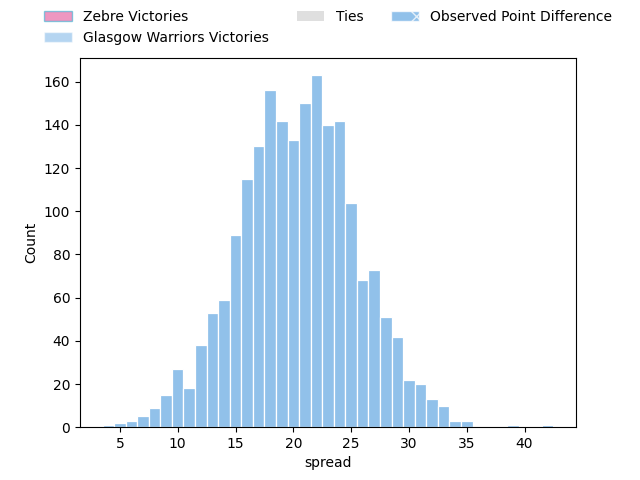 Zebre Victories
Glasgow Warriors Victories
Ties
Observed Point Difference
160
140
120
100
80
60
40
20
0
Count
5 10 15 20 25 30 35 40
spread